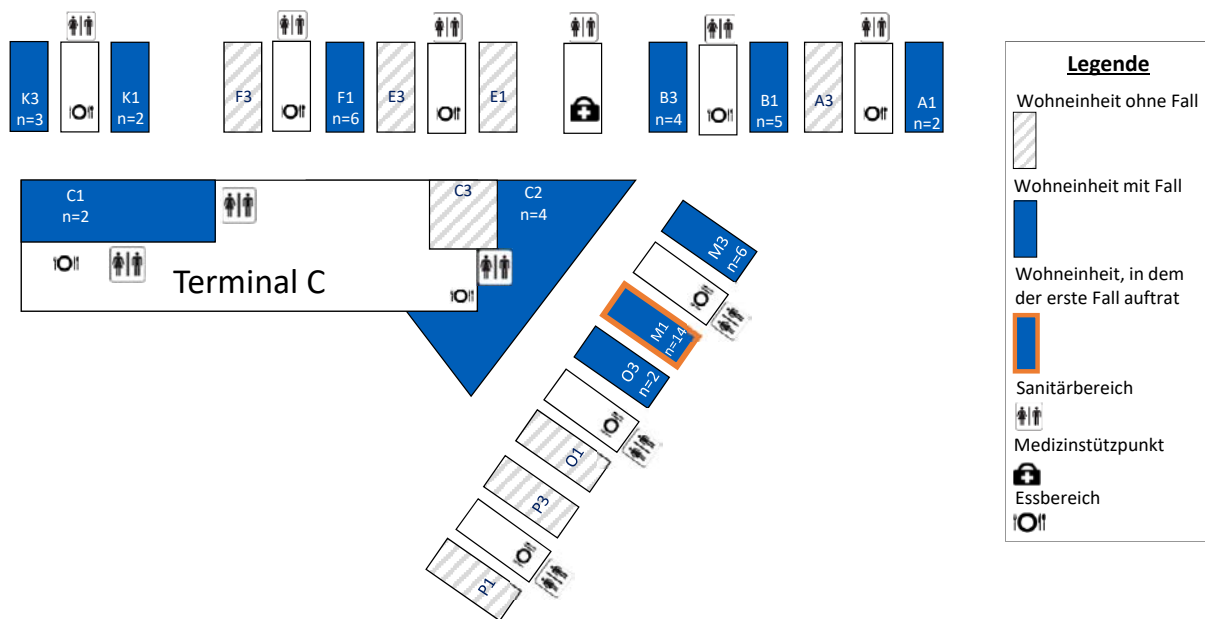 K3
n=3
K1
n=2
F3
F1
n=6
E3
E1
B3
n=4
B1
n=5
A3
A1
n=2
C1
n=2
C3
C2
n=4
Terminal C
M3
n=6
M1
n=14
O3
n=2
O1
P3
P1
Legende
Wohneinheit ohne Fall
Wohneinheit mit Fall
Wohneinheit, in dem
der erste Fall auftrat
Sanitärbereich
Medizinstützpunkt
Essbereich